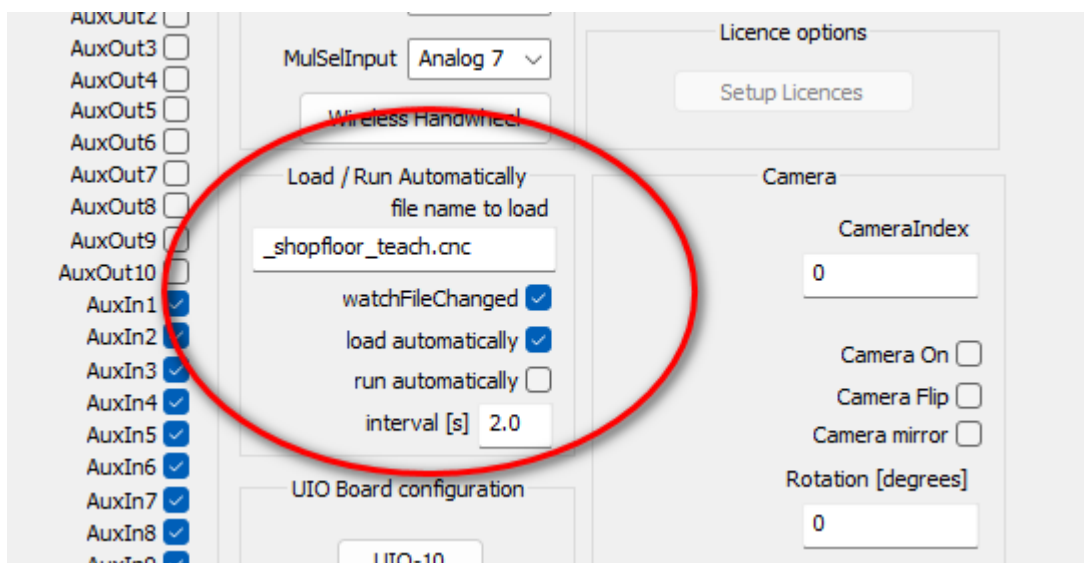 AuxOut2
AuxOut3
AuxOut4
AuxOut5
AuxOut6
AuxOut7
AuxOut8
AuxOut9
AuxOut10
AuxIn1
AuxIn2
AuxIn3
AuxIn4
AuxIn5
AuxIn6
AuxIn7
AuxIn8
MulSelInput Analog 7
Wireless Handwheel
Load / Run Automatically
file name to load
_shopfloor_teach.cnc
watchFileChanged
load automatically
run automatically
interval [s] 2.0
UIO Board configuration
UIO-10
Licence options
Setup Licences
Camera
CameraIndex
0
Camera On
Camera Flip
Camera mirror
Rotation [degrees]
0